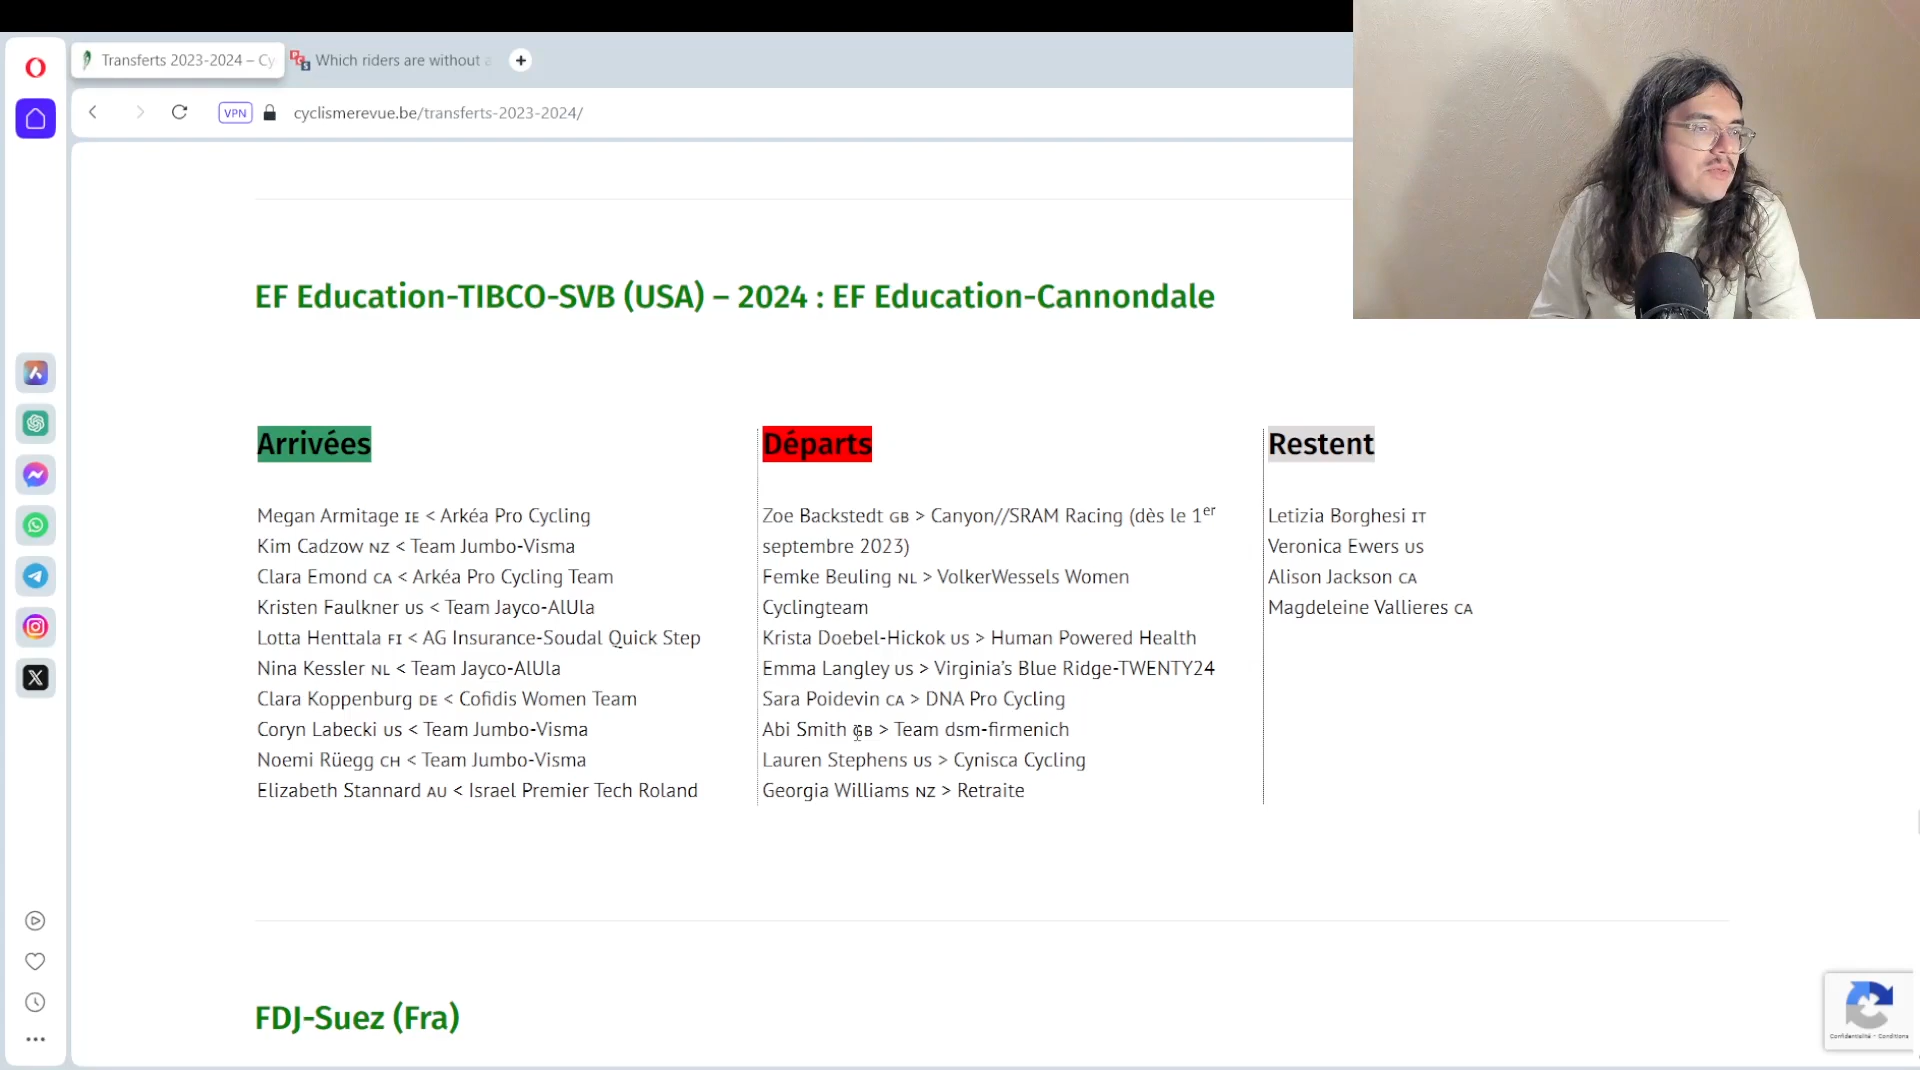 Transferts 2023-2024 – Cy
Which riders are without a
VPN
cyclismerevue.be/transferts-2023-2024/
EF Education-TIBCO-SVB (USA) – 2024 : EF Education-Cannondale
Arrivées
Megan Armitage IE < Arkéa Pro Cycling
Kim Cadzow NZ < Team Jumbo-Visma
Clara Emond CA < Arkéa Pro Cycling Team
Kristen Faulkner US < Team Jayco-AlUla
Lotta Henttala FI < AG Insurance-Soudal Quick Step
Nina Kessler NL < Team Jayco-AlUla
Clara Koppenburg DE < Cofidis Women Team
Coryn Labecki US < Team Jumbo-Visma
Noemi Rüegg CH < Team Jumbo-Visma
Elizabeth Stannard AU < Israel Premier Tech Roland
Départs
Zoe Backstedt GB > Canyon//SRAM Racing (dès le 1er
septembre 2023)
Femke Beuling NL > VolkerWessels Women
Cyclingteam
Krista Doebel-Hickok US > Human Powered Health
Emma Langley US > Virginia’s Blue Ridge-TWENTY24
Sara Poidevin CA > DNA Pro Cycling
Abi Smith GB > Team dsm-firmenich
Lauren Stephens US > Cynisca Cycling
Georgia Williams NZ > Retraite
Restent
Letizia Borghesi IT
Veronica Ewers US
Alison Jackson CA
Magdeleine Vallieres CA
FDJ-Suez (Fra)
Confidentialité - Conditions